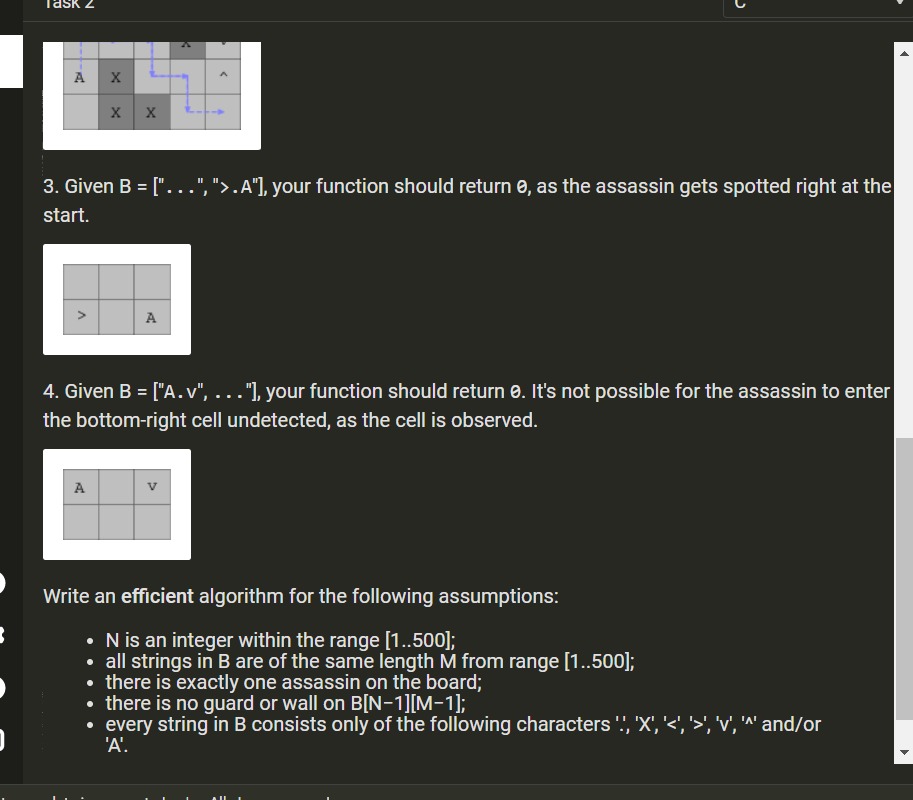 Task 2
C
X v
A X ^
X X
3. Given B = ["...", ">.A"], your function should return 0, as the assassin gets spotted right at the
start.
> A
4. Given B = ["A.v", "..."], your function should return 0. It's not possible for the assassin to enter
the bottom-right cell undetected, as the cell is observed.
A v
Write an efficient algorithm for the following assumptions:
• N is an integer within the range [1..500];
• all strings in B are of the same length M from range [1..500];
• there is exactly one assassin on the board;
• there is no guard or wall on B[N−1][M−1];
• every string in B consists only of the following characters '.', 'X', '<', '>', 'v', '^' and/or
'A'.